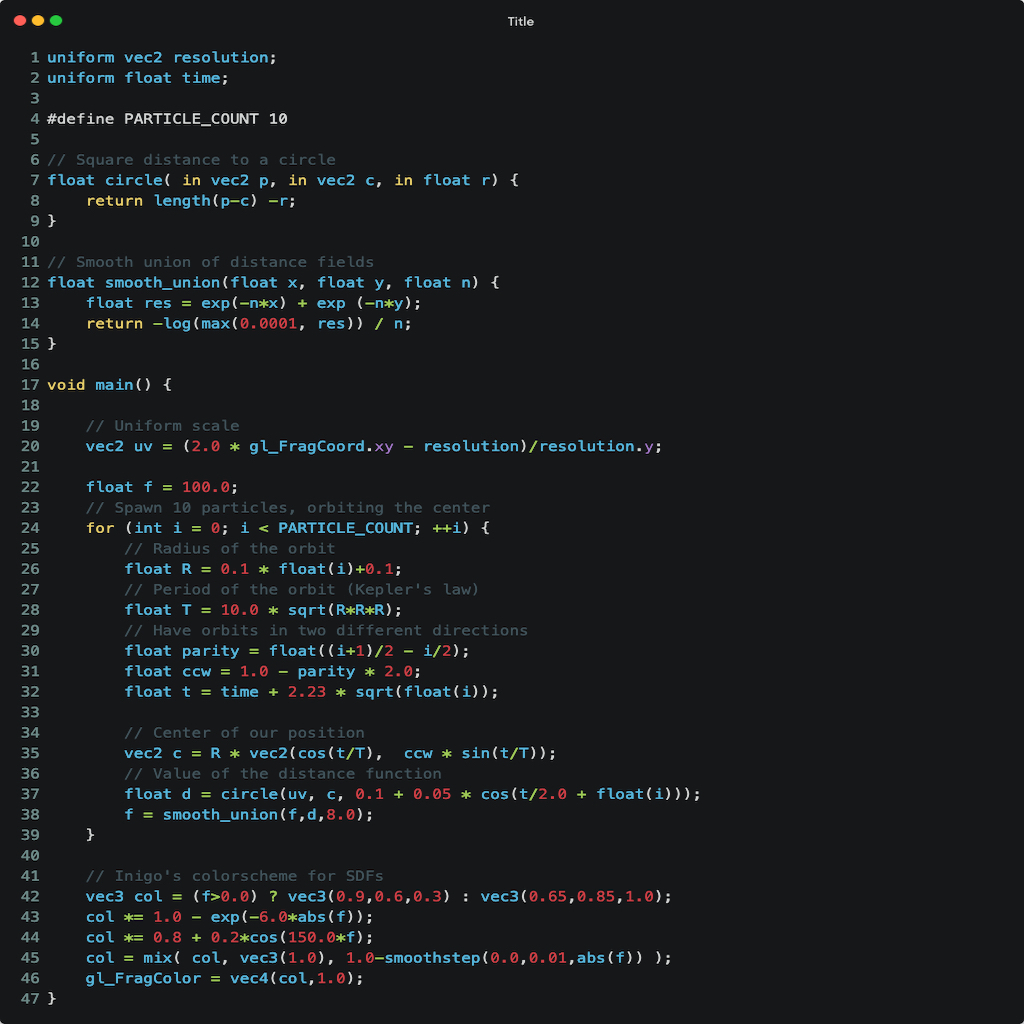 Title
1 uniform vec2 resolution;
2 uniform float time;
3
4 #define PARTICLE_COUNT 10
5
6 // Square distance to a circle
7 float circle( in vec2 p, in vec2 c, in float r) {
8     return length(p-c) -r;
9 }
10
11 // Smooth union of distance fields
12 float smooth_union(float x, float y, float n) {
13     float res = exp(-n*x) + exp (-n*y);
14     return -log(max(0.0001, res)) / n;
15 }
16
17 void main() {
18
19     // Uniform scale
20     vec2 uv = (2.0 * gl_FragCoord.xy - resolution)/resolution.y;
21
22     float f = 100.0;
23     // Spawn 10 particles, orbiting the center
24     for (int i = 0; i < PARTICLE_COUNT; ++i) {
25         // Radius of the orbit
26         float R = 0.1 * float(i)+0.1;
27         // Period of the orbit (Kepler's law)
28         float T = 10.0 * sqrt(R*R*R);
29         // Have orbits in two different directions
30         float parity = float((i+1)/2 - i/2);
31         float ccw = 1.0 - parity * 2.0;
32         float t = time + 2.23 * sqrt(float(i));
33
34         // Center of our position
35         vec2 c = R * vec2(cos(t/T),  ccw * sin(t/T));
36         // Value of the distance function
37         float d = circle(uv, c, 0.1 + 0.05 * cos(t/2.0 + float(i)));
38         f = smooth_union(f,d,8.0);
39     }
40
41     // Inigo's colorscheme for SDFs
42     vec3 col = (f>0.0) ? vec3(0.9,0.6,0.3) : vec3(0.65,0.85,1.0);
43     col *= 1.0 - exp(-6.0*abs(f));
44     col *= 0.8 + 0.2*cos(150.0*f);
45     col = mix( col, vec3(1.0), 1.0-smoothstep(0.0,0.01,abs(f)) );
46     gl_FragColor = vec4(col,1.0);
47 }